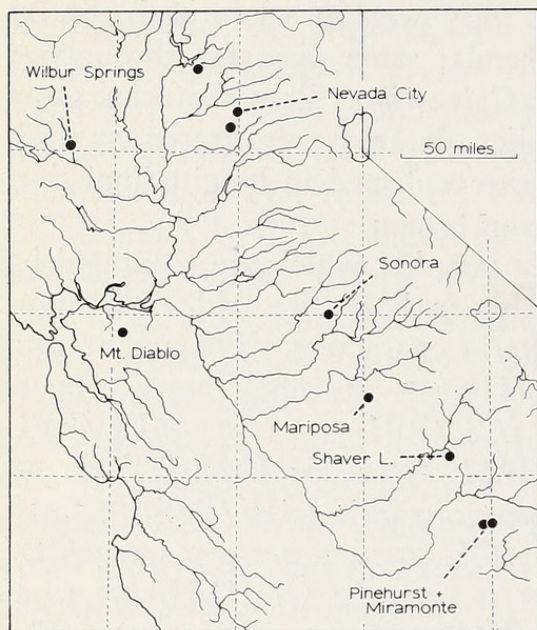 Wilbur Springs
Nevada City
50 miles
Sonora
Mt. Diablo
Mariposa
Shaver L.
Pinehurst +
Miramonte